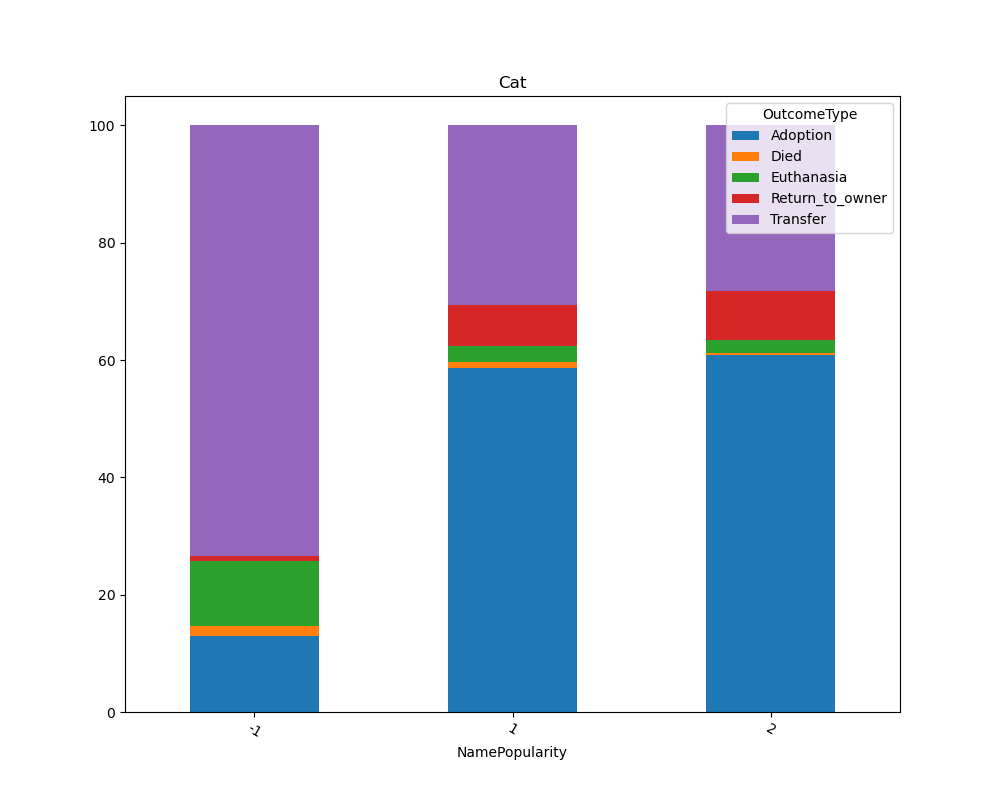 Cat
OutcomeType
Adoption
Died
Euthanasia
Return_to_owner
Transfer
100
80
60
40
20
0
-1
1
2
NamePopularity